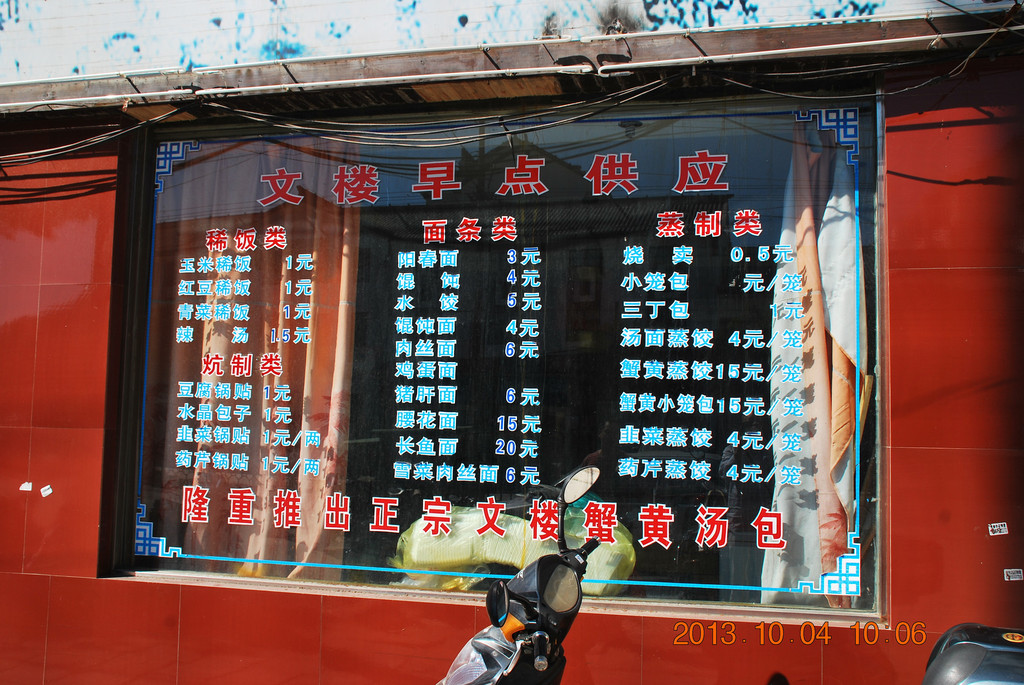 文楼早点供应
稀饭类
玉米稀饭 1元
红豆稀饭 1元
青菜稀饭 1元
辣汤 1.5元
炕制类
豆腐锅贴 1元
水晶包子 1元
韭菜锅贴 1元/两
药芹锅贴 1元/两
面条类
阳春面 3元
馄饨 4元
水饺 5元
馄饨面 4元
肉丝面 6元
鸡蛋面
猪肝面 6元
腰花面 15元
长鱼面 20元
雪菜肉丝面 6元
蒸制类
烧卖 0.5元
小笼包 元/笼
三丁包 1元
汤面蒸饺 4元/笼
蟹黄蒸饺 15元/笼
蟹黄小笼包 15元/笼
韭菜蒸饺 4元/笼
药芹蒸饺 4元/笼
隆重推出正宗文楼蟹黄汤包
2013.10.04 10:06